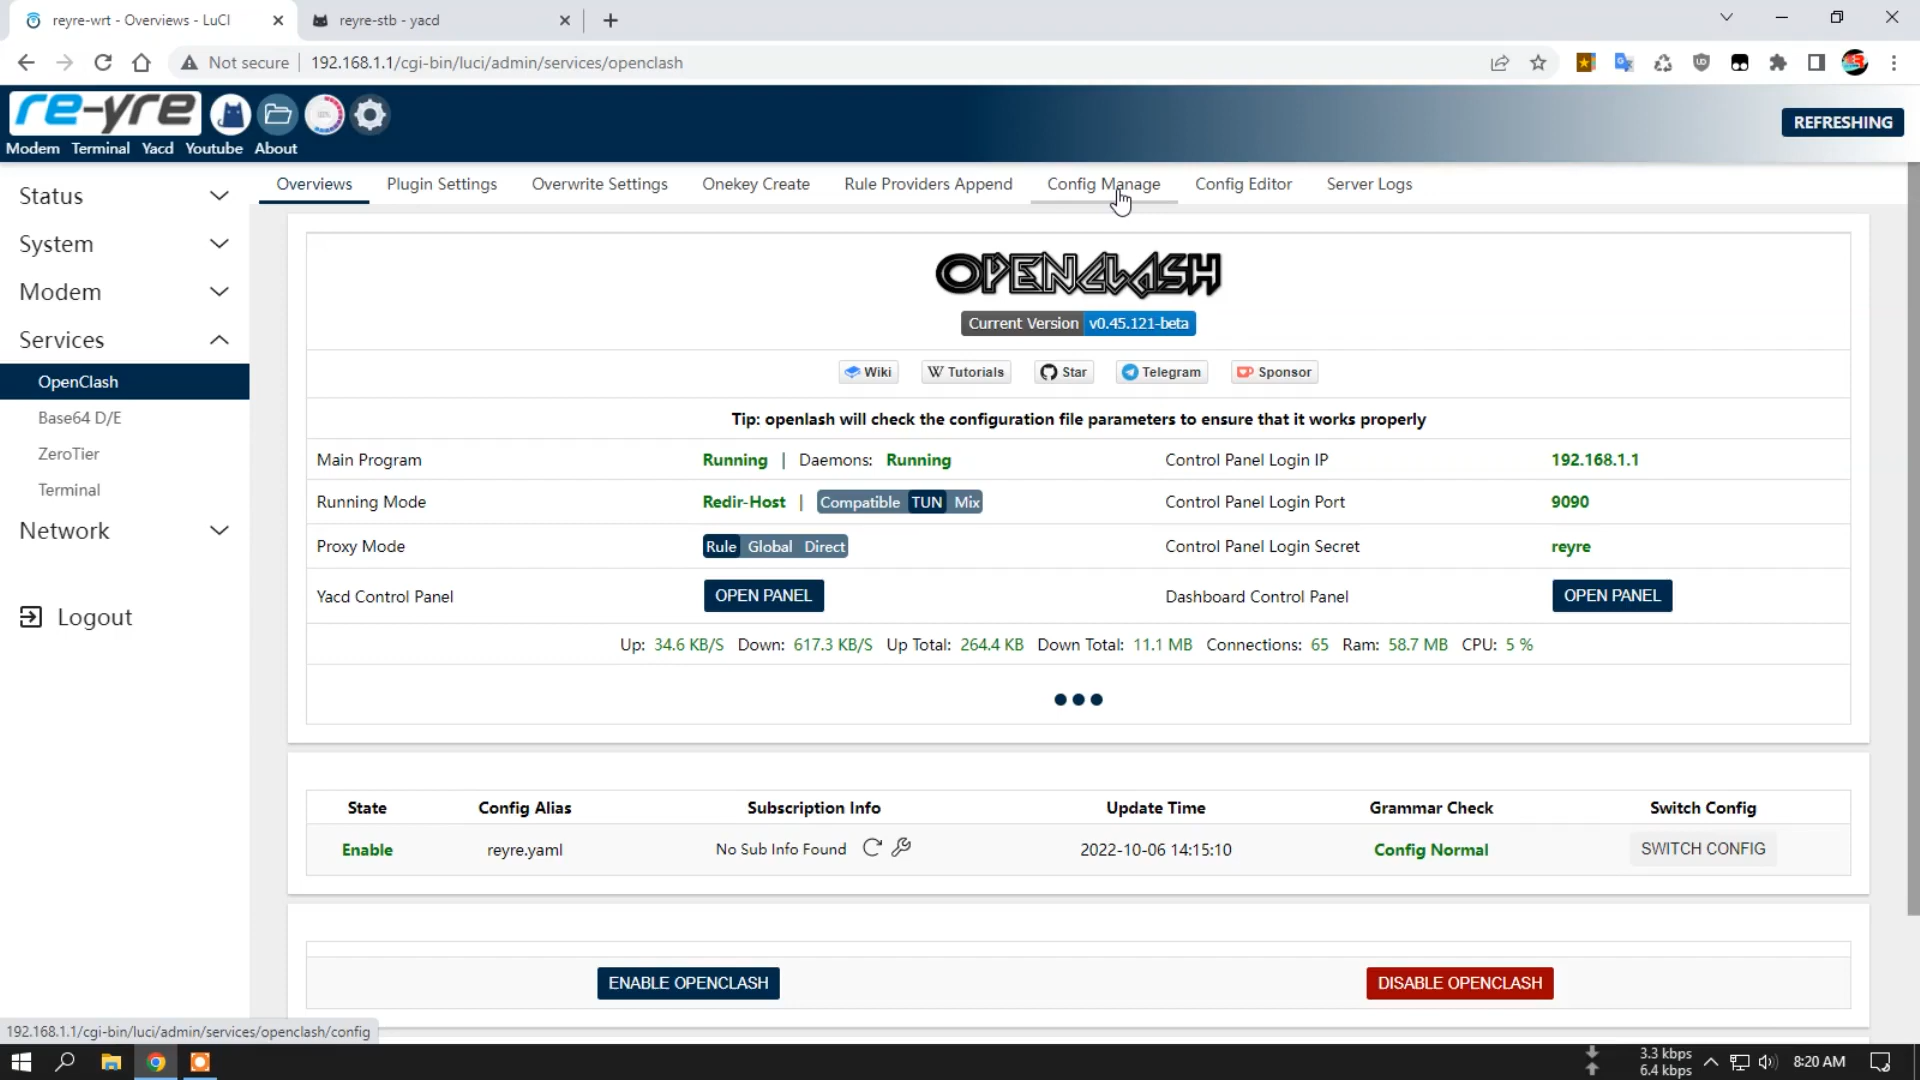 reyre-wrt - Overviews - LuCI
reyre-stb - yacd
Not secure
192.168.1.1/cgi-bin/luci/admin/services/openclash
re-yre
REFRESHING
Modem Terminal Yacd Youtube About
Status
System
Modem
Services
OpenClash
Base64 D/E
ZeroTier
Terminal
Network
Logout
Overviews Plugin Settings Overwrite Settings Onekey Create Rule Providers Append Config Manage Config Editor Server Logs
OPENCLASH
Current Version v0.45.121-beta
Wiki Tutorials Star Telegram Sponsor
Tip: openlash will check the configuration file parameters to ensure that it works properly
Main Program Running | Daemons: Running Control Panel Login IP 192.168.1.1
Running Mode Redir-Host | Compatible TUN Mix Control Panel Login Port 9090
Proxy Mode Rule Global Direct Control Panel Login Secret reyre
Yacd Control Panel OPEN PANEL Dashboard Control Panel OPEN PANEL
Up: 34.6 KB/S Down: 617.3 KB/S Up Total: 264.4 KB Down Total: 11.1 MB Connections: 65 Ram: 58.7 MB CPU: 5 %
State Config Alias Subscription Info Update Time Grammar Check Switch Config
Enable reyre.yaml No Sub Info Found 2022-10-06 14:15:10 Config Normal SWITCH CONFIG
ENABLE OPENCLASH DISABLE OPENCLASH
192.168.1.1/cgi-bin/luci/admin/services/openclash/config
3.3 kbps
6.4 kbps
8:20 AM